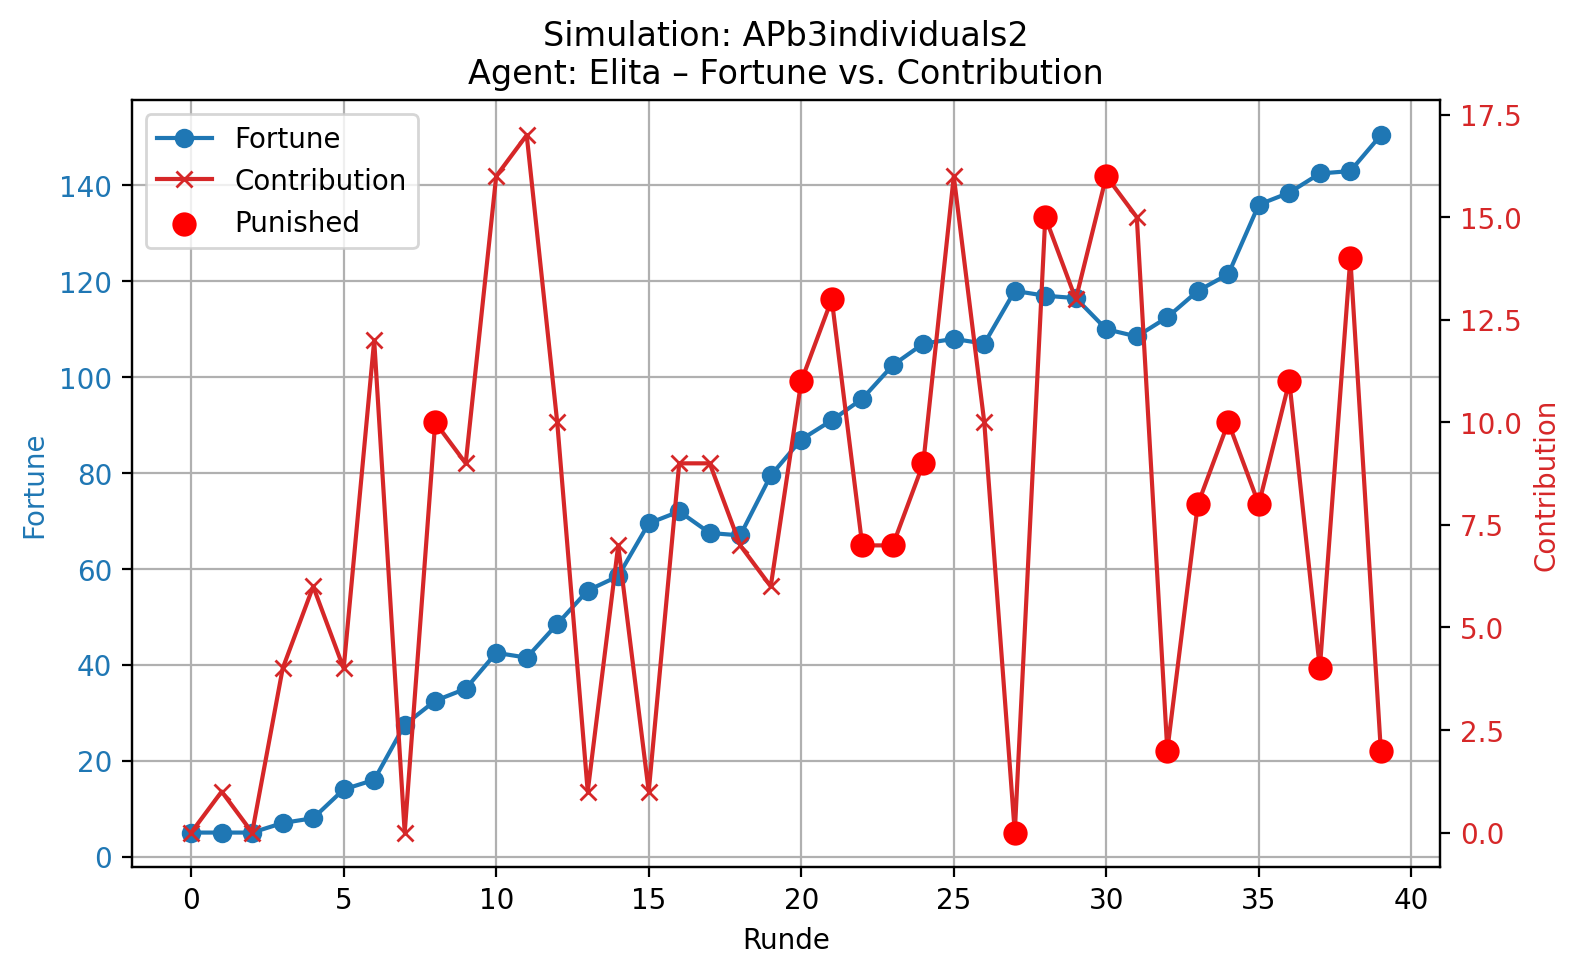 Simulation: APb3individuals2
Agent: Elita – Fortune vs. Contribution
Fortune
Contribution
Punished
140
120
100
80
60
40
20
0
Fortune
17.5
15.0
12.5
10.0
7.5
5.0
2.5
0.0
Contribution
0 5 10 15 20 25 30 35 40
Runde